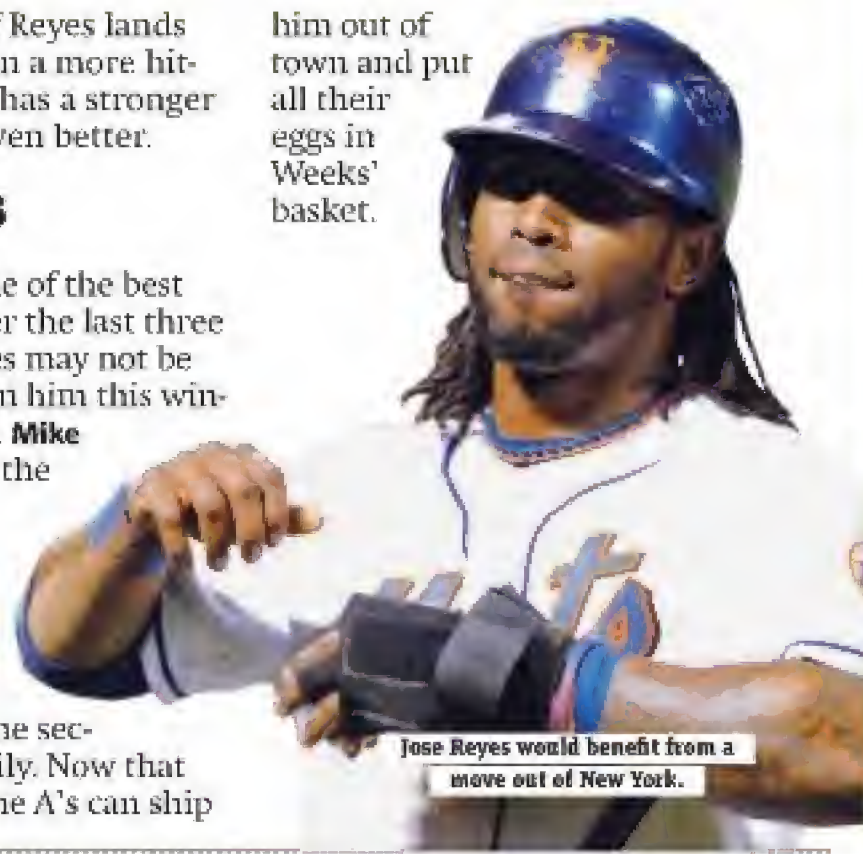 Reyes lands
n a more hit-
has a stronger
ven better.
S
e of the best
er the last three
es may not be
n him this win-
Mike
the
ne sec-
ily. Now that
he A's can ship
him out of
town and put
all their
eggs in
Weeks'
basket.
Jose Reyes would benefit from a
move out of New York.